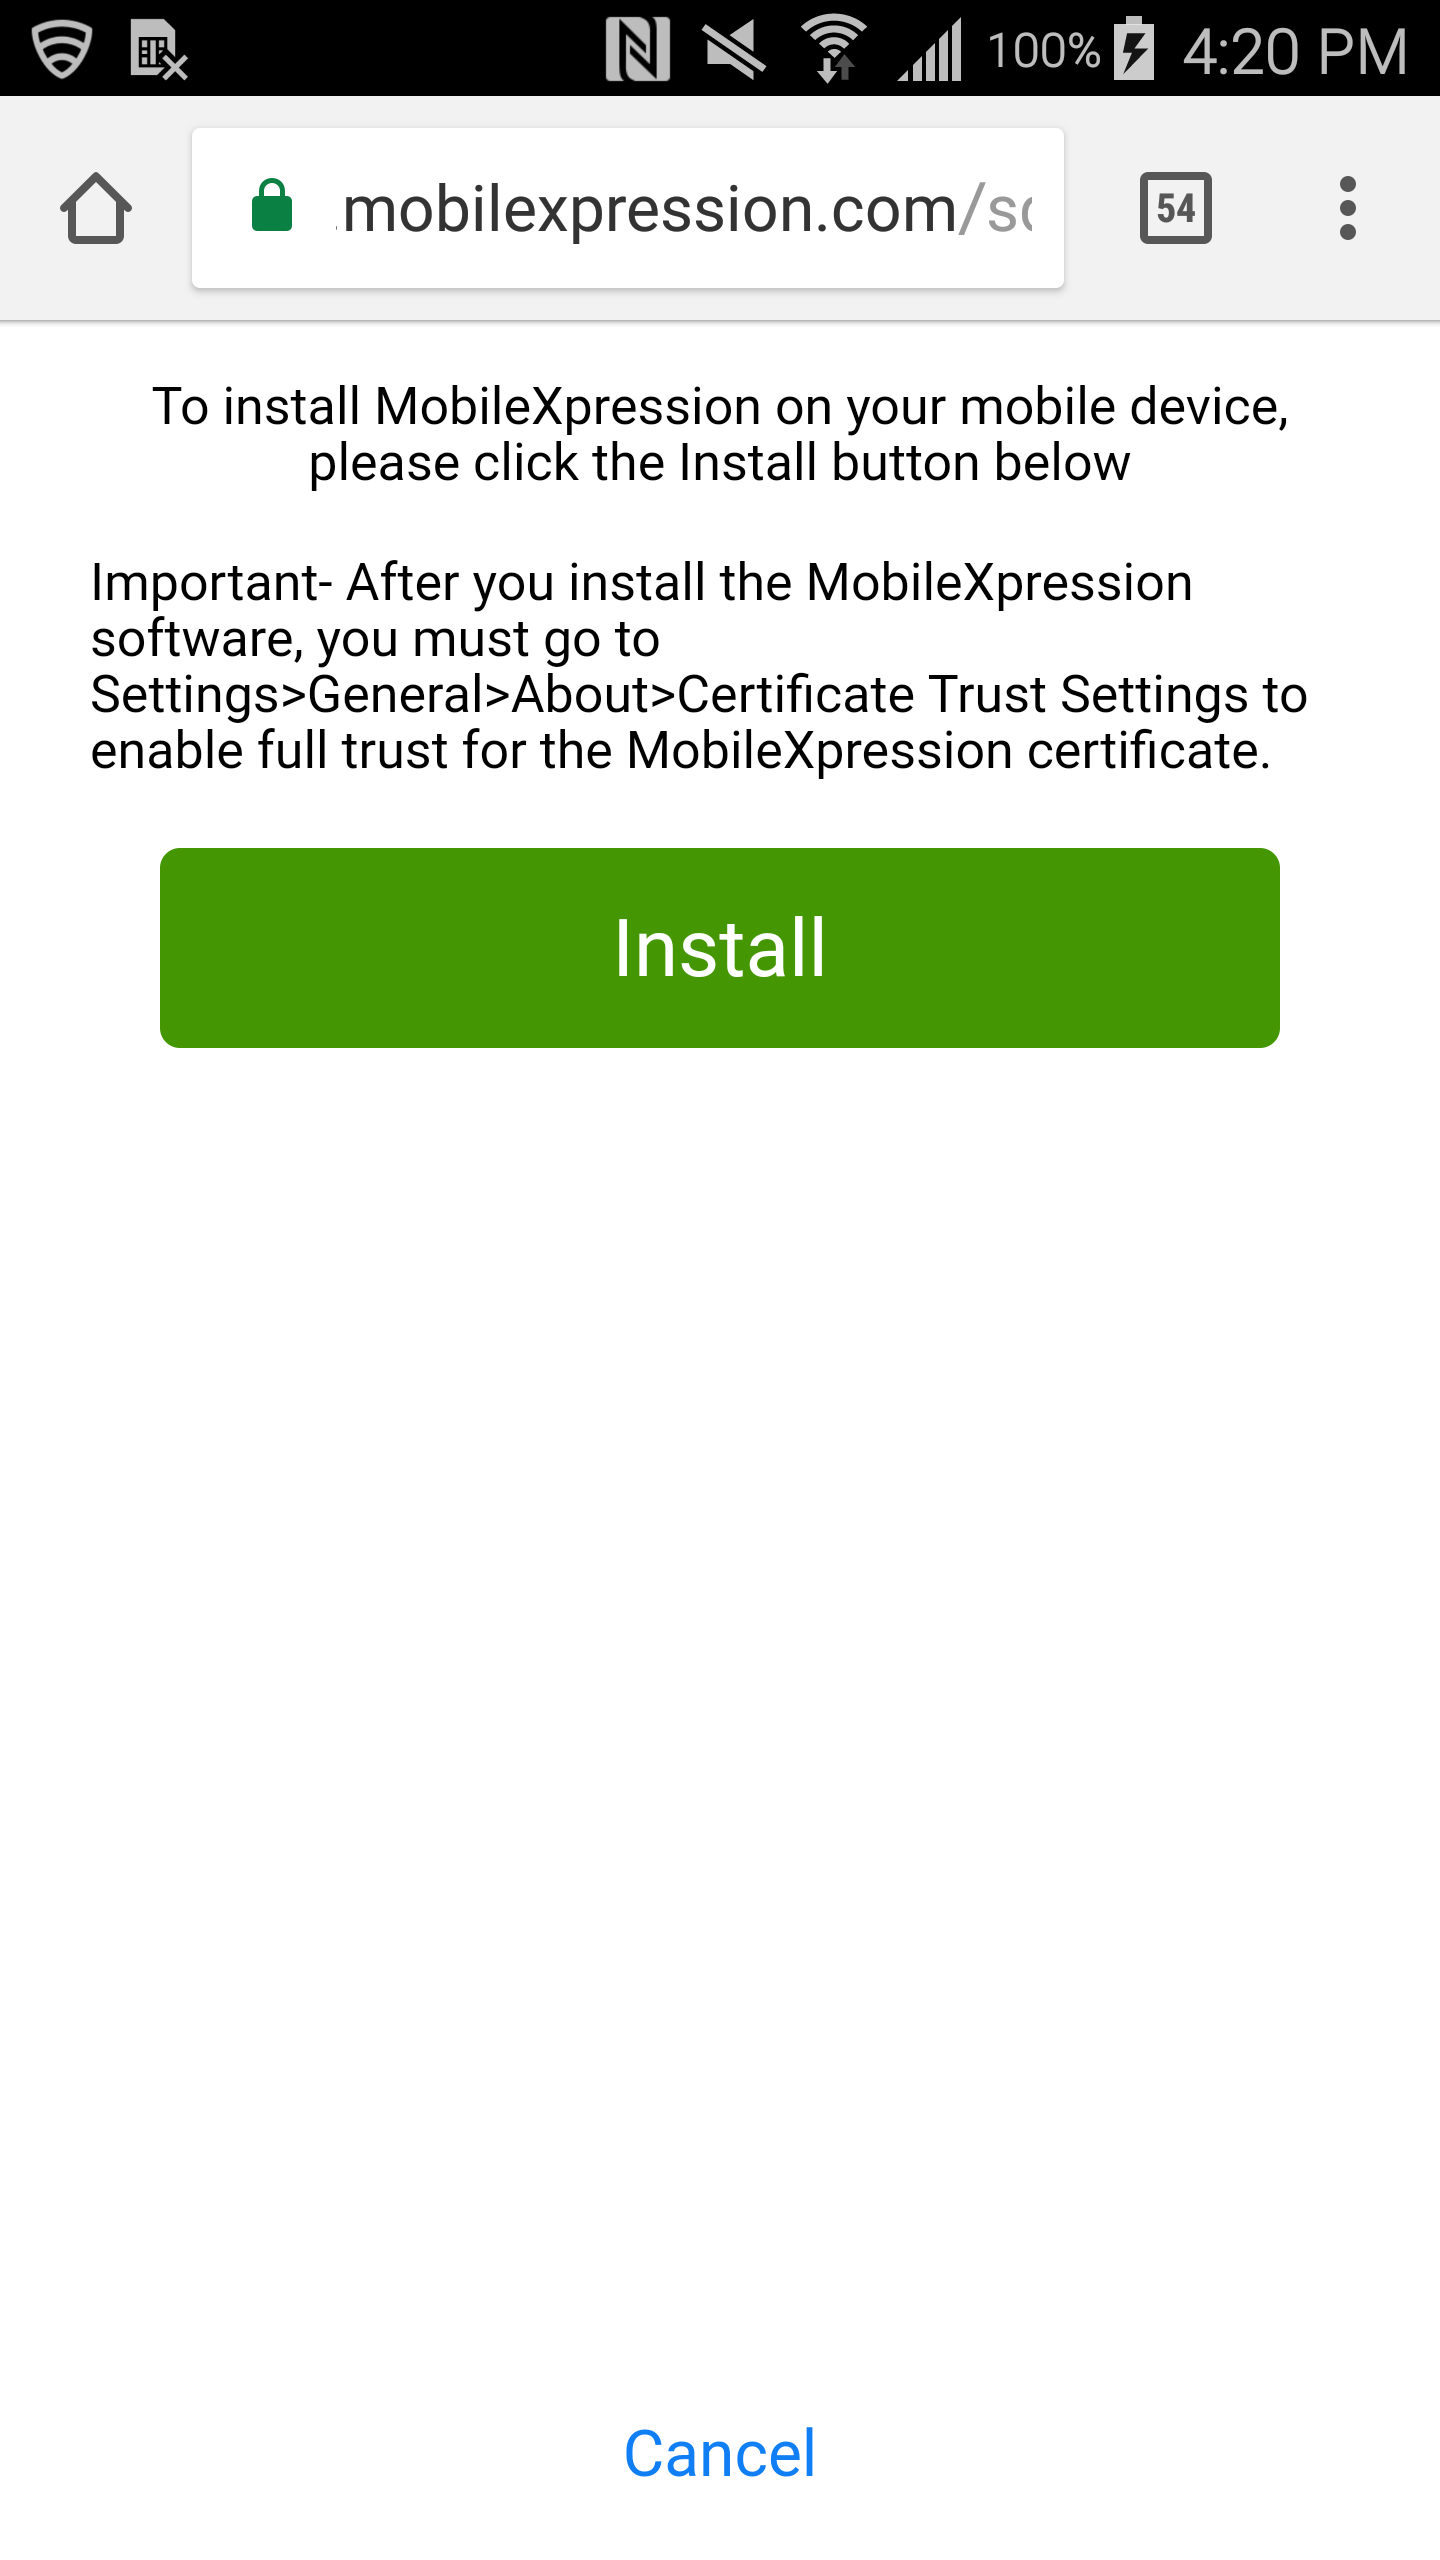 100% 4:20 PM
.mobilexpression.com/so
54
To install MobileXpression on your mobile device,
please click the Install button below
Important- After you install the MobileXpression
software, you must go to
Settings>General>About>Certificate Trust Settings to
enable full trust for the MobileXpression certificate.
Install
Cancel